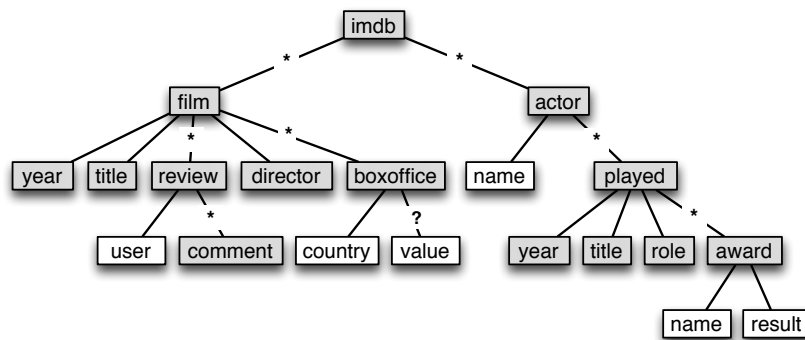 imdb
* *
film actor
* * *
year title review director boxoffice name played
* ? *
user comment country value year title role award
name result